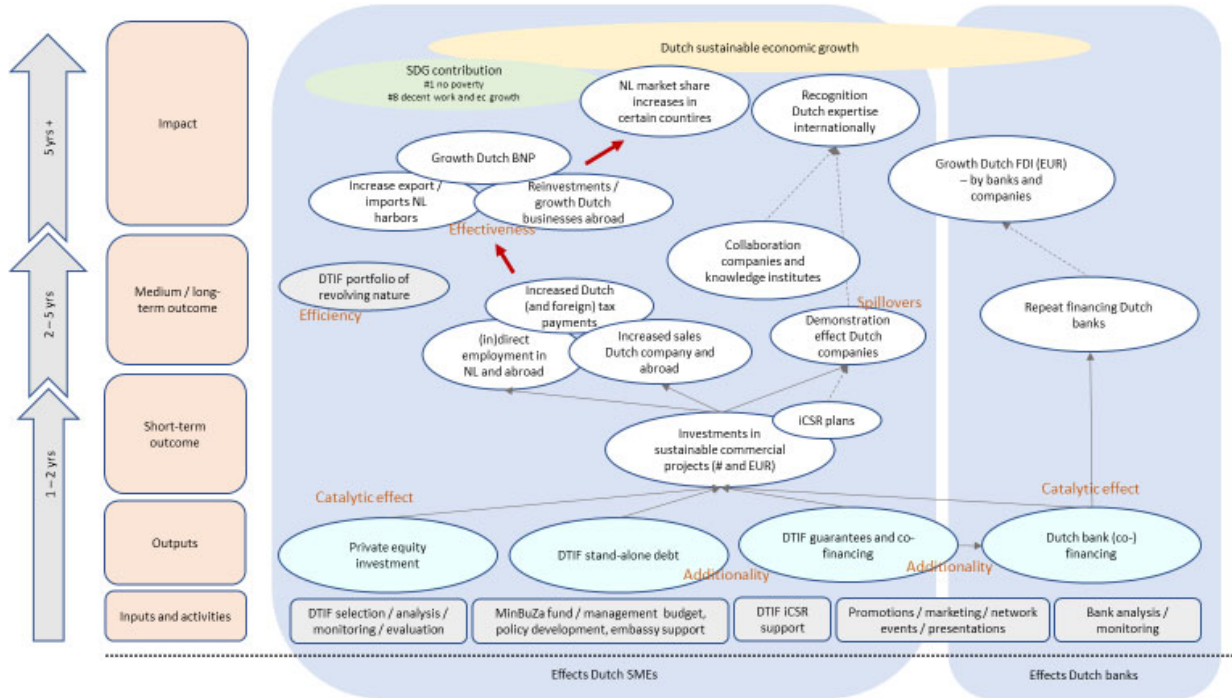 Dutch sustainable economic growth
SDG contribution
#1 no poverty
#8 decent work and ec growth
NL market share
increases in
certain countires
Recognition
Dutch expertise
internationally
5 yrs +
Impact
Growth Dutch BNP
Increase export /
imports NL
harbors
Reinvestments /
growth Dutch
businesses abroad
Growth Dutch FDI (EUR)
– by banks and
companies
Effectiveness
Collaboration
companies and
knowledge institutes
2 – 5 yrs
Medium / long-
term outcome
DTIF portfolio of
revolving nature
Efficiency
Increased Dutch
(and foreign) tax
payments
(in)direct
employment in
NL and abroad
Increased sales
Dutch company and
abroad
Spillovers
Demonstration
effect Dutch
companies
Repeat financing Dutch
banks
1 – 2 yrs
Short-term
outcome
iCSR plans
Investments in
sustainable commercial
projects (# and EUR)
Catalytic effect
Catalytic effect
Outputs
Private equity
investment
DTIF stand-alone debt
DTIF guarantees and co-
financing
Dutch bank (co-)
financing
Additionality
Additionality
Inputs and activities
DTIF selection / analysis /
monitoring / evaluation
MinBuZa fund / management budget,
policy development, embassy support
DTIF iCSR
support
Promotions / marketing / network
events / presentations
Bank analysis /
monitoring
Effects Dutch SMEs
Effects Dutch banks